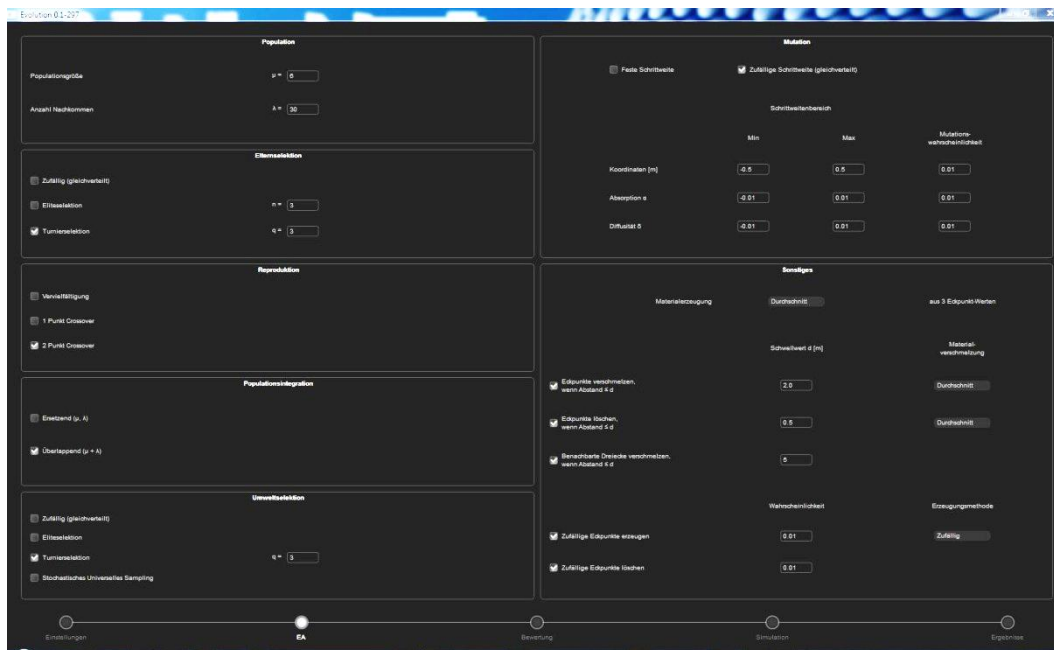 Evolution 0.1-297
Population
Populationsgröße μ = 6
Anzahl Nachkommen λ = 30
Elternselektion
Zufällig (gleichverteilt)
Eliteselektion n = 3
Turnierselektion q = 3
Reproduktion
Vervielfältigung
1 Punkt Crossover
2 Punkt Crossover
Populationsintegration
Ersetzend (μ, λ)
Überlappend (μ + λ)
Umweltselektion
Zufällig (gleichverteilt)
Eliteselektion
Turnierselektion q = 3
Stochastisches Universelles Sampling
Mutation
Feste Schrittweite Zufällige Schrittweite (gleichverteilt)
Schrittweitenbereich
Min Max Mutations-
wahrscheinlichkeit
Koordinaten [m] -0.5 0.5 0.01
Absorption α -0.01 0.01 0.01
Diffusität δ -0.01 0.01 0.01
Sonstiges
Materialerzeugung Durchschnitt aus 3 Eckpunkt-Werten
Schwellwert d [m] Material-
verschmelzung
Eckpunkte verschmelzen,
wenn Abstand ≤ d 2.0 Durchschnitt
Eckpunkte löschen,
wenn Abstand ≤ d 0.5 Durchschnitt
Benachbarte Dreiecke verschmelzen,
wenn Abstand ≤ d 5
Wahrscheinlichkeit Erzeugungsmethode
Zufällige Eckpunkte erzeugen 0.01 Zufällig
Zufällige Eckpunkte löschen 0.01
Einstellungen EA Bewertung Simulation Ergebnisse